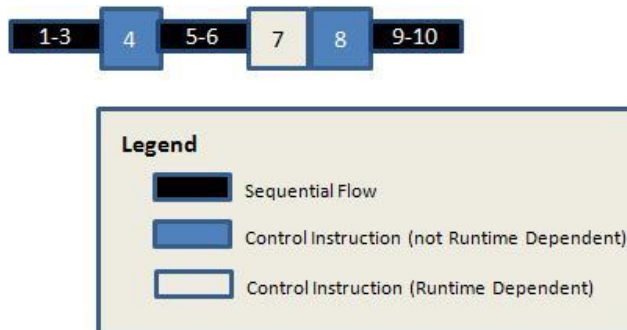 1-3 4 5-6 7 8 9-10
Legend
Sequential Flow
Control Instruction (not Runtime Dependent)
Control Instruction (Runtime Dependent)